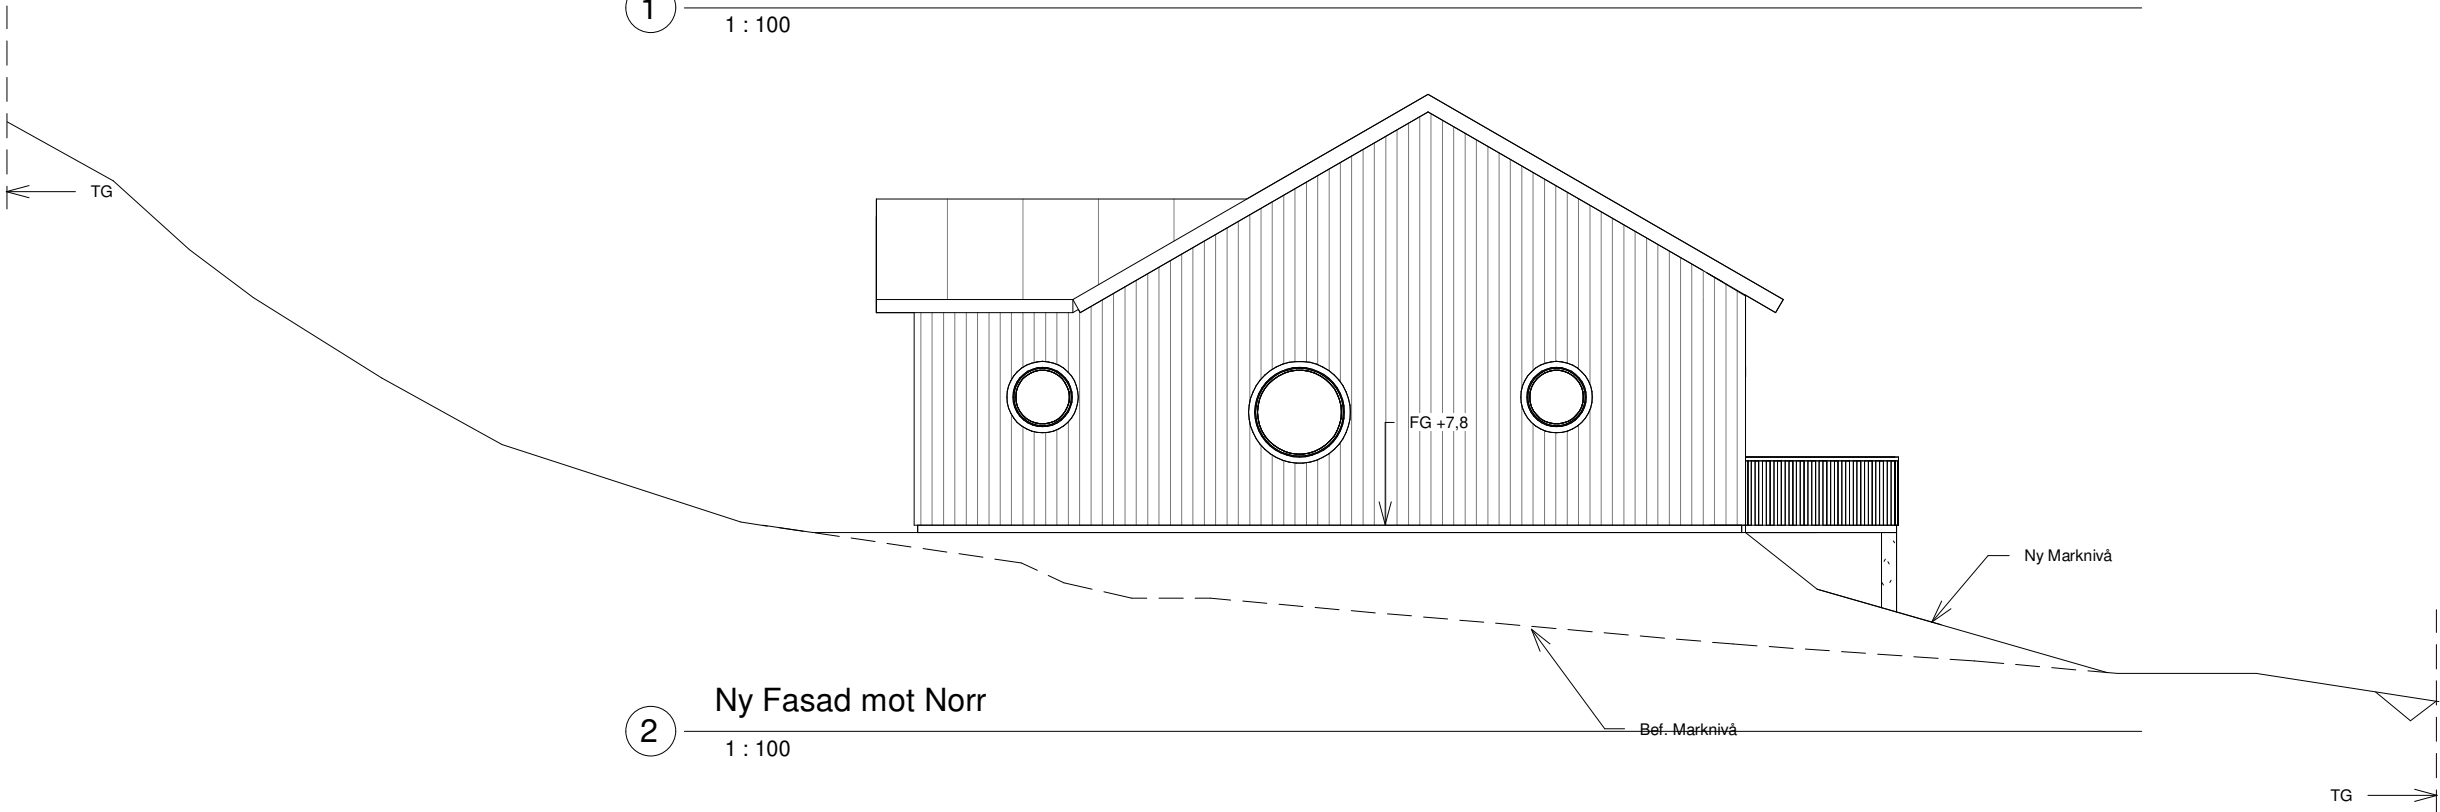 1
1 : 100
TG
FG +7,8
Ny Marknivå
Ny Fasad mot Norr
2
Bef. Marknivå
1 : 100
TG